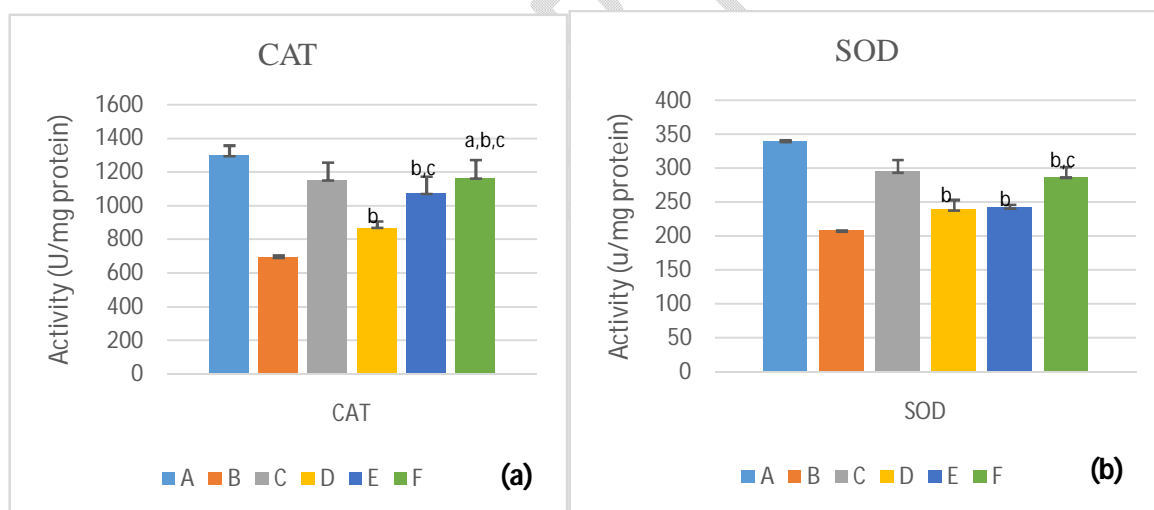 CAT
Activity (U/mg protein)
1600
1400
1200
1000
800
600
400
200
0
a,b,c
b,c
b
CAT
A B C D E F
(a)
SOD
Activity (u/mg protein)
400
350
300
250
200
150
100
50
0
b,c
b b
SOD
A B C D E F
(b)